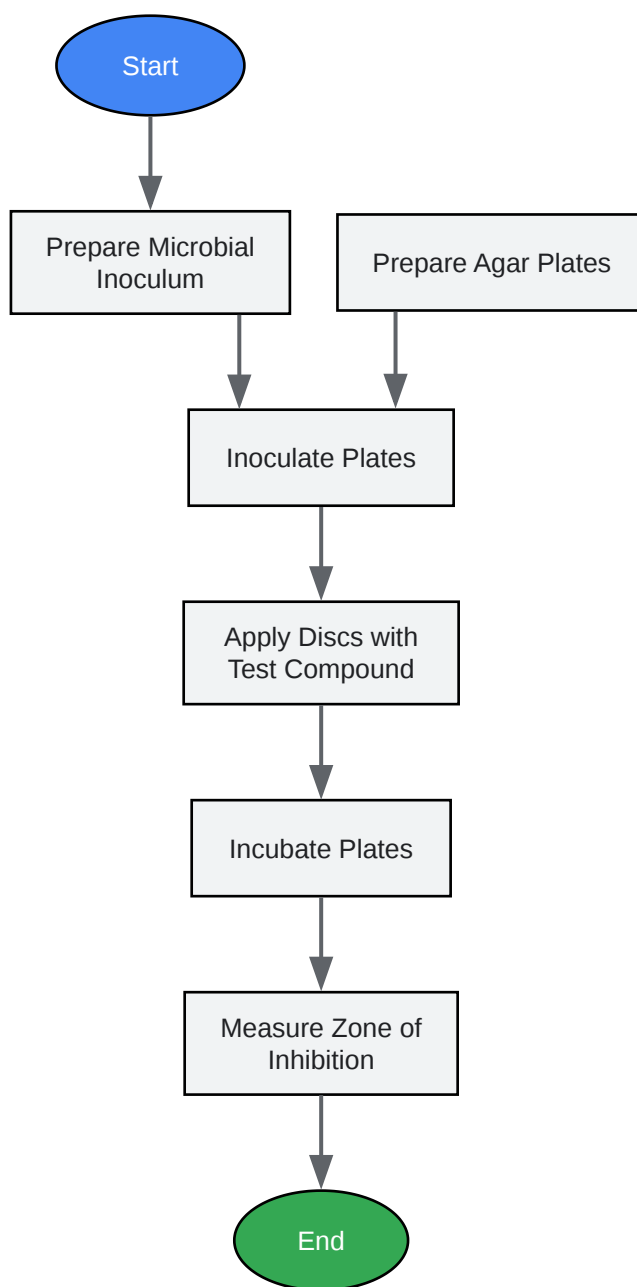 Start
Prepare Microbial
Inoculum
Prepare Agar Plates
Inoculate Plates
Apply Discs with
Test Compound
Incubate Plates
Measure Zone of
Inhibition
End